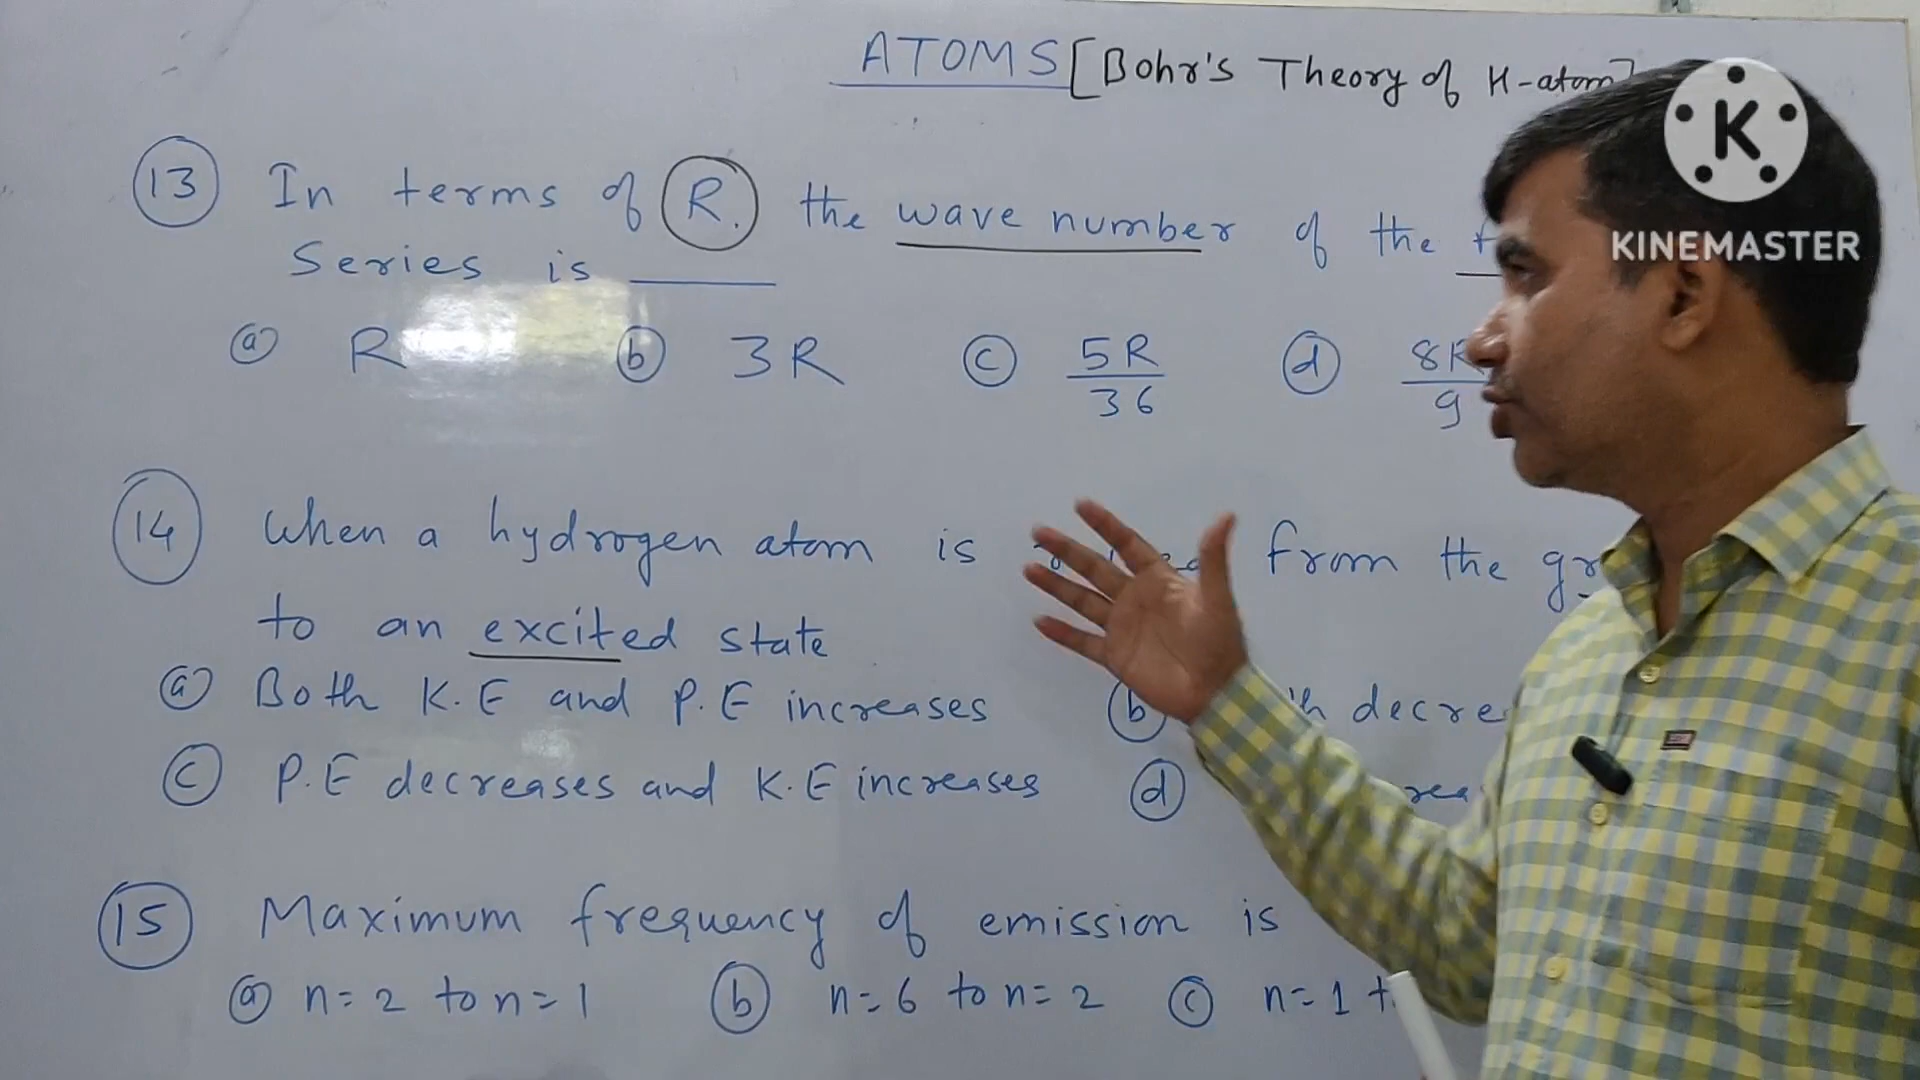 ATOMS [Bohr's Theory of H-atom]
13 In terms of R. the wave number of the
Series is ______
(a) R (b) 3R (c) 5R/36 (d) 8R/9
14 When a hydrogen atom is from the
to an excited state
(a) Both K.E and P.E increases (b)
(c) P.E decreases and K.E increases (d)
15 Maximum frequency of emission is
(a) n=2 to n=1 (b) n=6 to n=2 (c) n=1
K
KINEMASTER